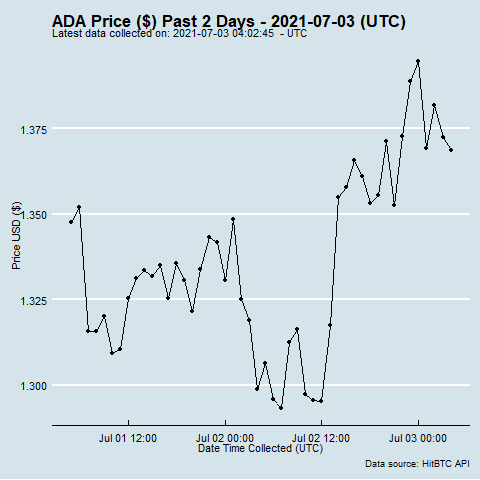 ADA Price ($) Past 2 Days - 2021-07-03 (UTC)
Latest data collected on: 2021-07-03 04:02:45 - UTC
1.375
1.350
1.325
1.300
Price USD ($)
Jul 01 12:00 Jul 02 00:00 Jul 02 12:00 Jul 03 00:00
Date Time Collected (UTC)
Data source: HitBTC API